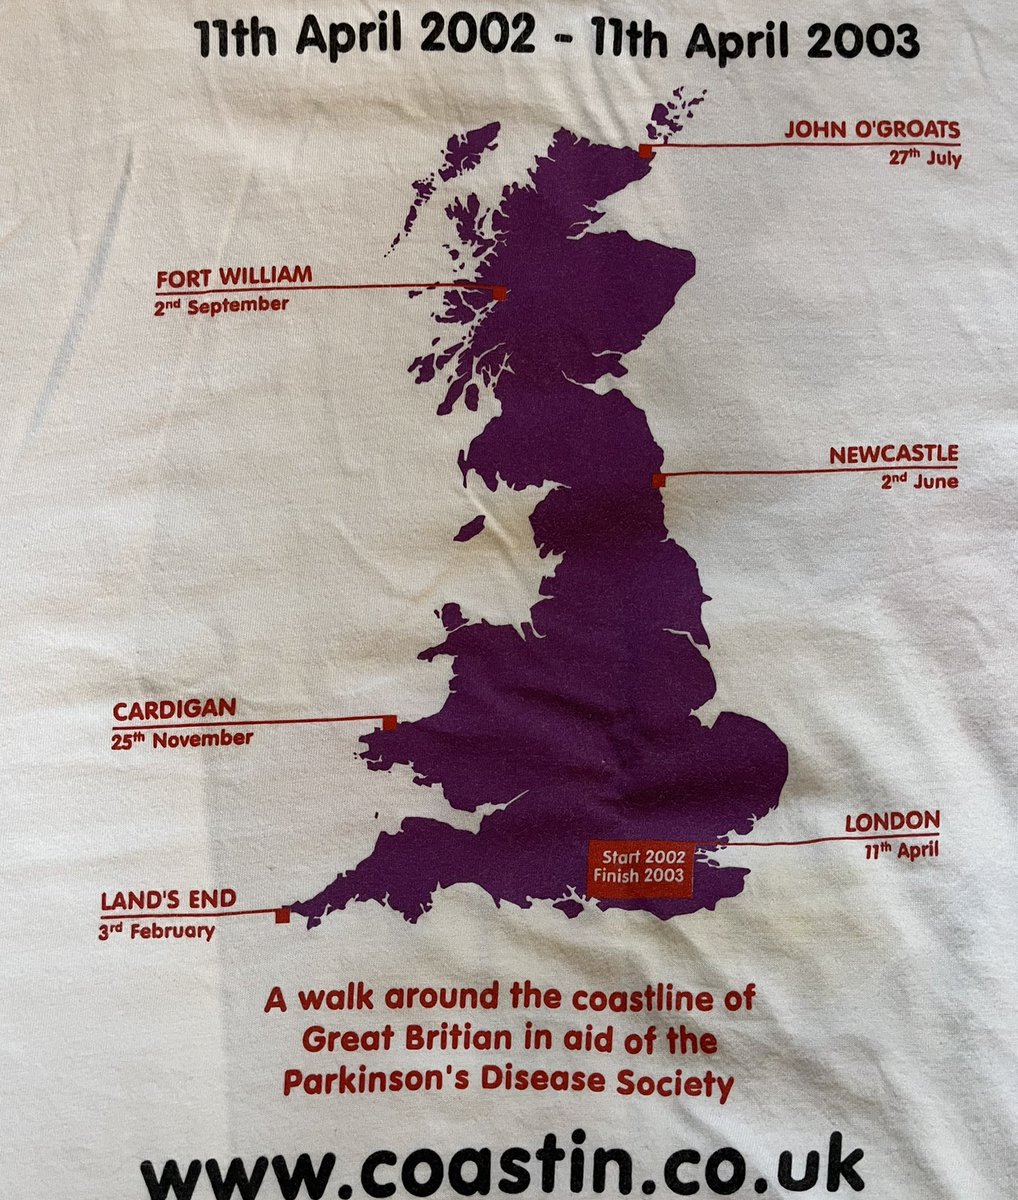 11th April 2002 - 11th April 2003
JOHN O'GROATS
27th July
FORT WILLIAM
2nd September
NEWCASTLE
2nd June
CARDIGAN
25th November
LONDON
11th April
Start 2002
Finish 2003
LAND'S END
3rd February
A walk around the coastline of
Great Britian in aid of the
Parkinson's Disease Society
www.coastin.co.uk